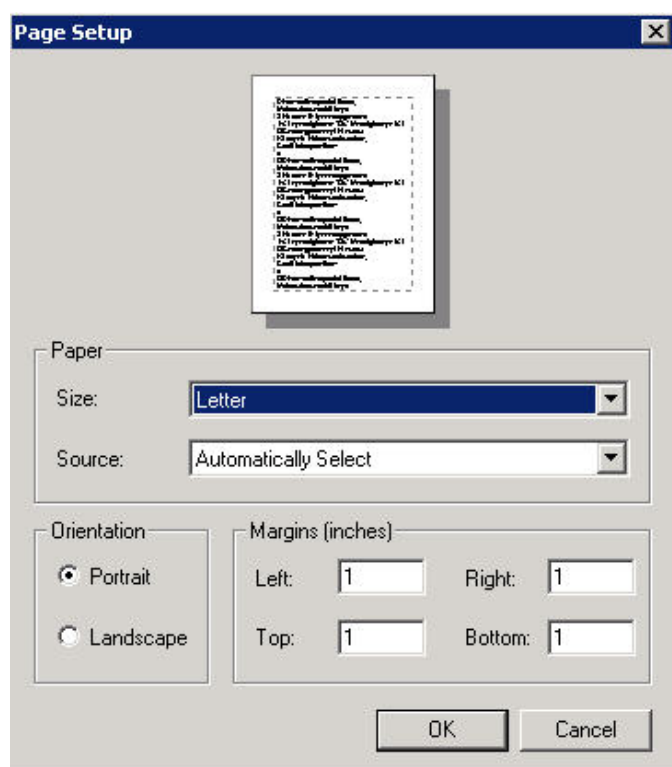 Page Setup
Paper
Size: Letter
Source: Automatically Select
Orientation
Portrait
Landscape
Margins (inches)
Left: 1 Right: 1
Top: 1 Bottom: 1
OK Cancel